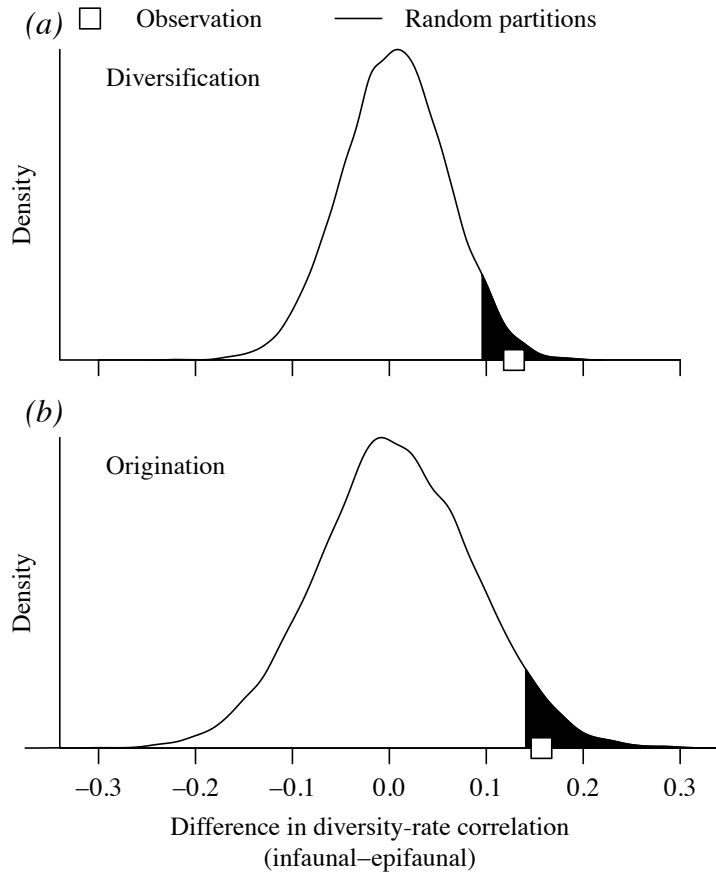 (a) Observation Random partitions
Diversification
Density
(b)
Origination
Density
–0.3 –0.2 –0.1 0.0 0.1 0.2 0.3
Difference in diversity-rate correlation
(infaunal–epifaunal)